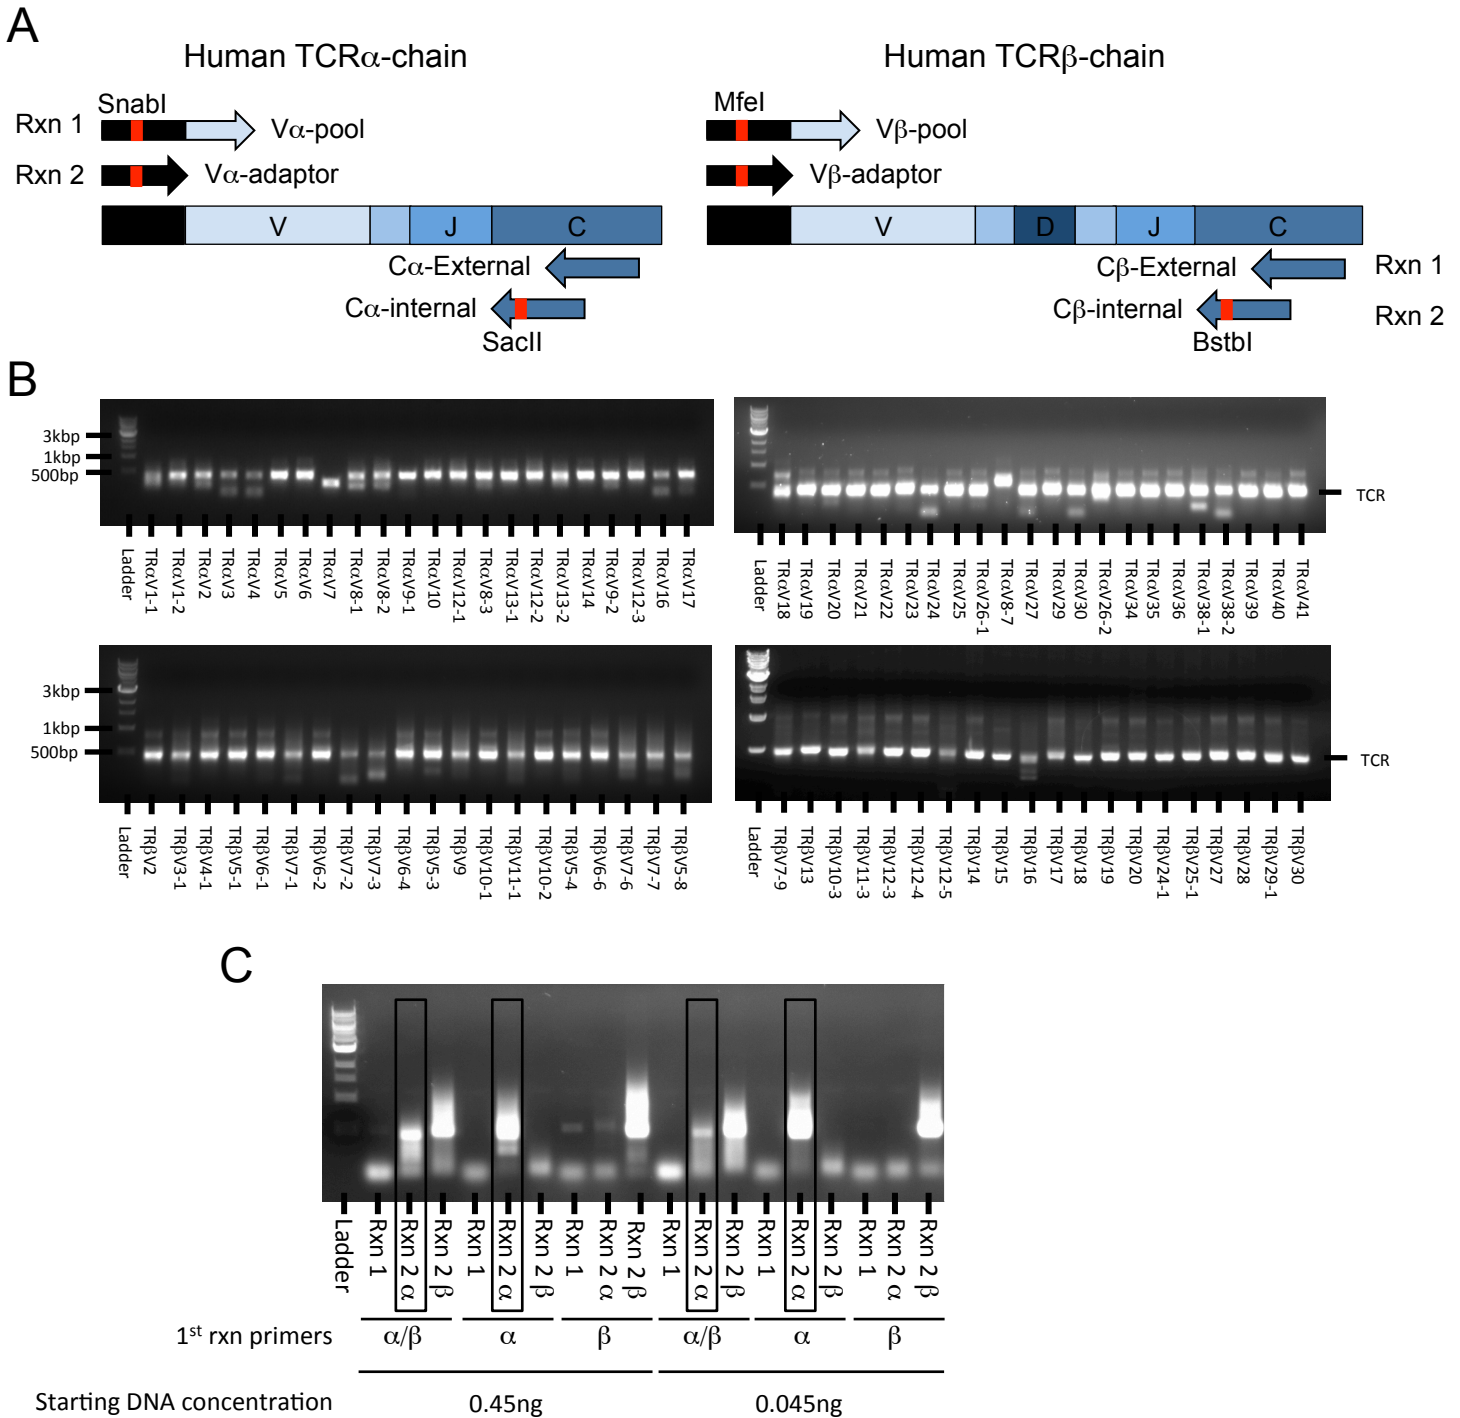 A
Human TCRα-chain
Human TCRβ-chain
SnabI
MfeI
Rxn 1
Vα-pool
Vβ-pool
Rxn 2
Vα-adaptor
Vβ-adaptor
V
J
C
V
D
J
C
Cα-External
Cβ-External
Rxn 1
Cα-internal
Cβ-internal
Rxn 2
SacII
BstbI
B
3kbp
1kbp
500bp
TCR
Ladder
TRαV1-1
TRαV1-2
TRαV2
TRαV3
TRαV4
TRαV5
TRαV6
TRαV7
TRαV8-1
TRαV8-2
TRαV9-1
TRαV10
TRαV12-1
TRαV8-3
TRαV13-1
TRαV12-2
TRαV13-2
TRαV14
TRαV9-2
TRαV12-3
TRαV16
TRαV17
Ladder
TRαV18
TRαV19
TRαV20
TRαV21
TRαV22
TRαV23
TRαV24
TRαV25
TRαV26-1
TRαV8-7
TRαV27
TRαV29
TRαV30
TRαV26-2
TRαV34
TRαV35
TRαV36
TRαV38-1
TRαV38-2
TRαV39
TRαV40
TRαV41
3kbp
1kbp
500bp
TCR
Ladder
TRβV2
TRβV3-1
TRβV4-1
TRβV5-1
TRβV6-1
TRβV7-1
TRβV6-2
TRβV7-2
TRβV7-3
TRβV6-4
TRβV5-3
TRβV9
TRβV10-1
TRβV11-1
TRβV10-2
TRβV5-4
TRβV6-6
TRβV7-6
TRβV7-7
TRβV5-8
Ladder
TRβV7-9
TRβV13
TRβV10-3
TRβV11-3
TRβV12-3
TRβV12-4
TRβV12-5
TRβV14
TRβV15
TRβV16
TRβV17
TRβV18
TRβV19
TRβV20
TRβV24-1
TRβV25-1
TRβV27
TRβV28
TRβV29-1
TRβV30
C
Ladder
Rxn 1
Rxn 2 α
Rxn 2 β
Rxn 1
Rxn 2 α
Rxn 2 β
Rxn 1
Rxn 2 α
Rxn 2 β
Rxn 1
Rxn 2 α
Rxn 2 β
Rxn 1
Rxn 2 α
Rxn 2 β
Rxn 1
Rxn 2 α
Rxn 2 β
1st rxn primers
α/β
α
β
α/β
α
β
Starting DNA concentration
0.45ng
0.045ng